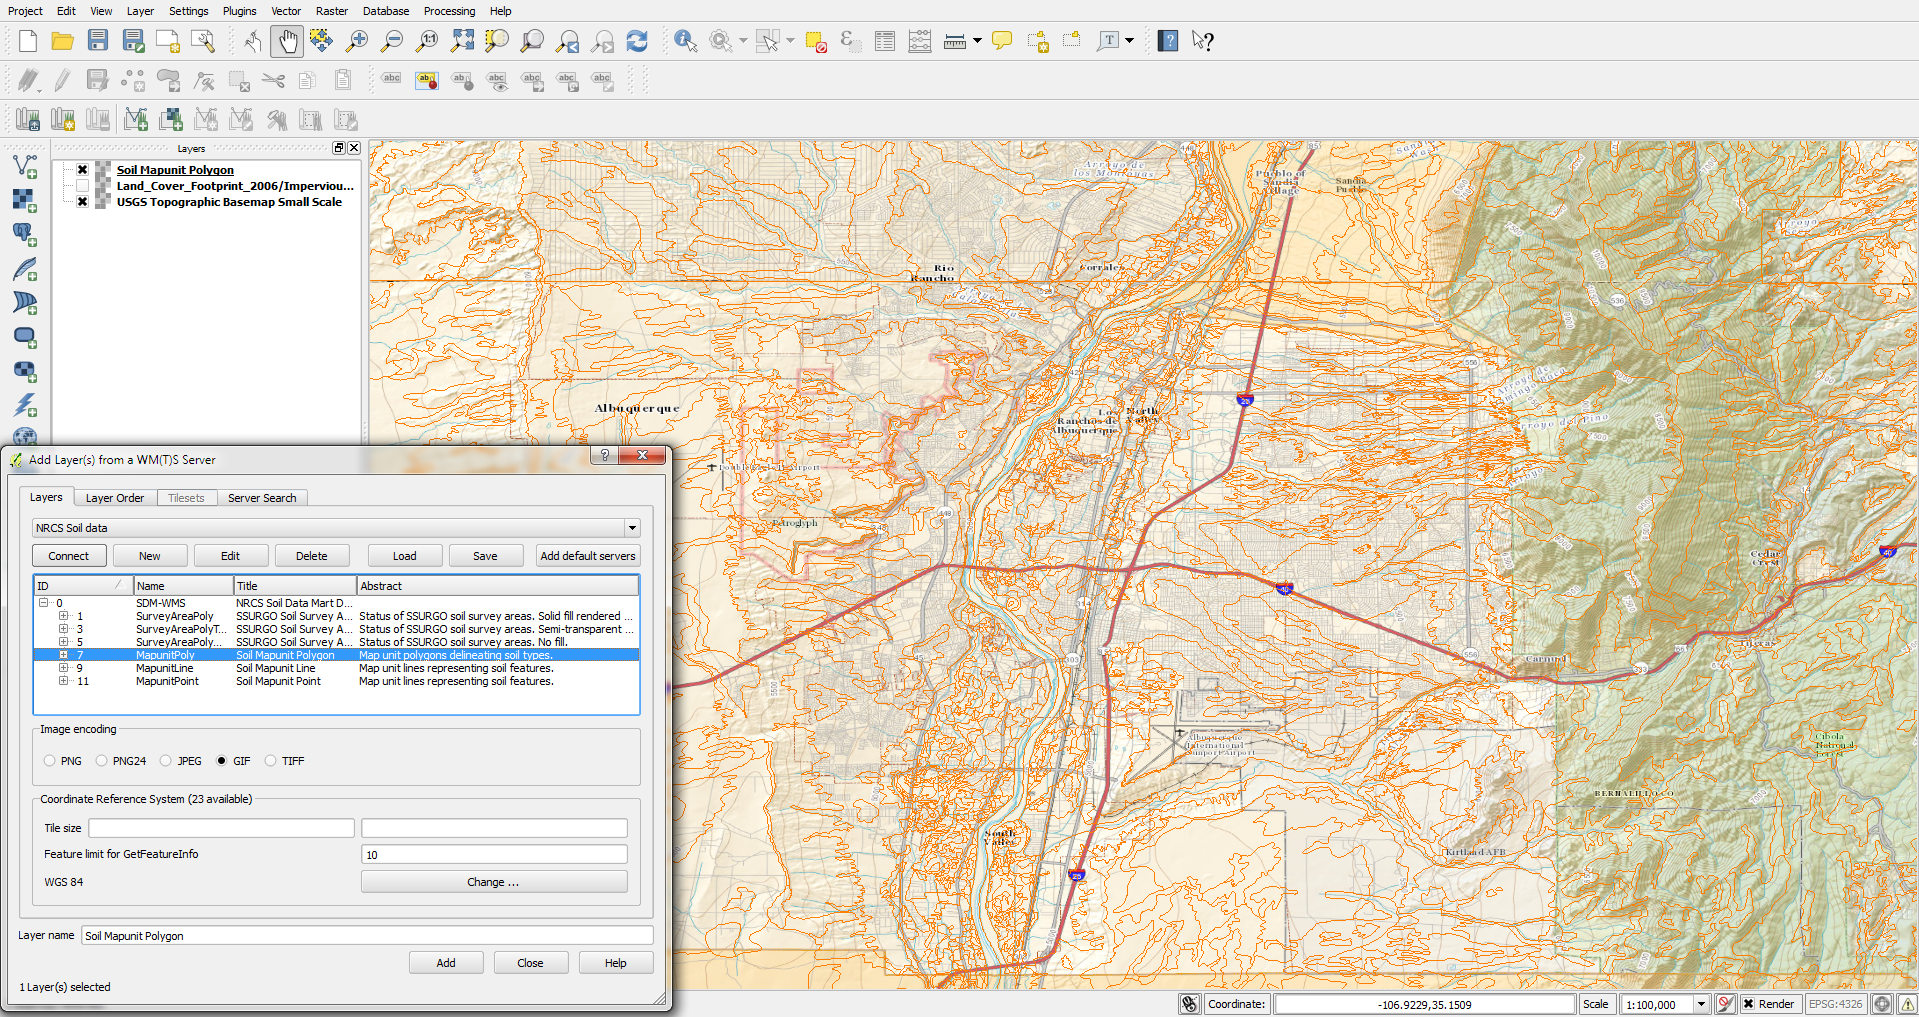 Project Edit View Layer Settings Plugins Vector Raster Database Processing Help
Layers
Soil Mapunit Polygon
Land_Cover_Footprint_2006/Imperviou...
USGS Topographic Basemap Small Scale
Add Layer(s) from a WM(T)S Server
Layers Layer Order Tilesets Server Search
NRCS Soil data
Connect New Edit Delete Load Save Add default servers
ID Name Title Abstract
0 SDM-WMS NRCS Soil Data Mart D...
1 SurveyAreaPoly SSURGO Soil Survey A... Status of SSURGO soil survey areas. Solid fill rendered ...
3 SurveyAreaPolyT... SSURGO Soil Survey A... Status of SSURGO soil survey areas. Semi-transparent ...
5 SurveyAreaPoly... SSURGO Soil Survey A... Status of SSURGO soil survey areas. No fill.
7 MapunitPoly Soil Mapunit Polygon Map unit polygons delineating soil types.
9 MapunitLine Soil Mapunit Line Map unit lines representing soil features.
11 MapunitPoint Soil Mapunit Point Map unit lines representing soil features.
Image encoding
PNG PNG24 JPEG GIF TIFF
Coordinate Reference System (23 available)
Tile size
Feature limit for GetFeatureInfo 10
WGS 84 Change ...
Layer name Soil Mapunit Polygon
Add Close Help
1 Layer(s) selected
Arroyo de
los Montoyas
Pueblo of
Sandia
Village
Sandia
Pueblo
Rio
Rancho
Corrales
Albuquerque
Los
Ranchos de
Albuquerque
North
Valley
Petroglyph
448
25
40
40
314
303
556
556
536
14
333
Cedar
Crest
Tijeras
Carnuel
Albuquerque
International
Sunport Airport
Cibola
National
Forest
BERNALILLO CO
South
Valley
Kirtland AFB
25
Coordinate: -106.9229,35.1509 Scale 1:100,000 Render EPSG:4326